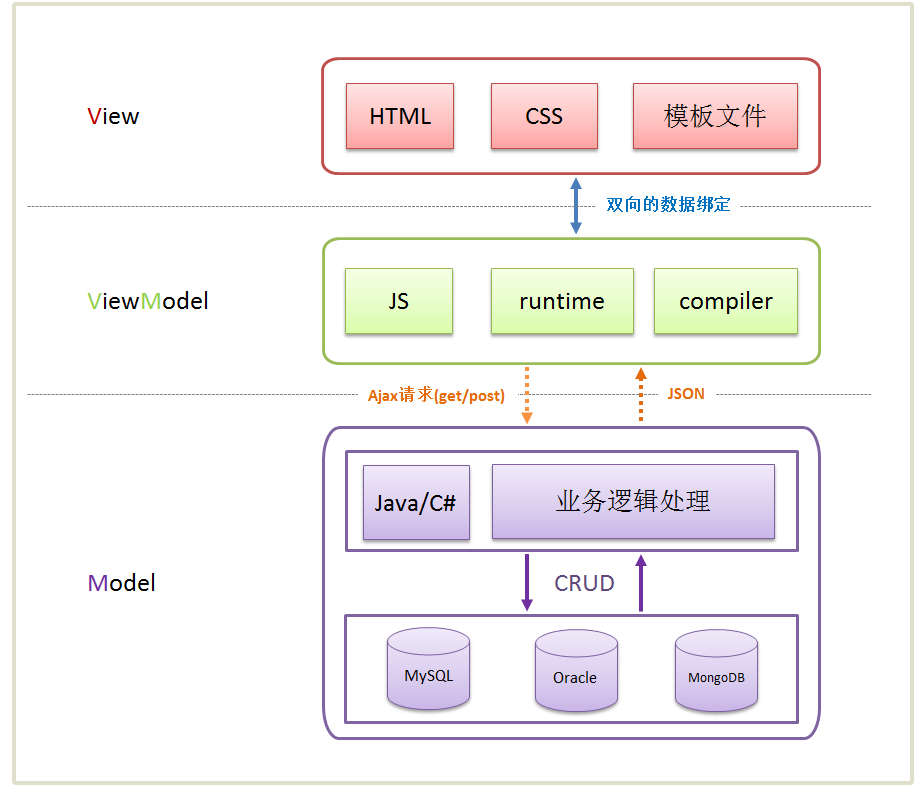 View
HTML
CSS
模板文件
双向的数据绑定
ViewModel
JS
runtime
compiler
Ajax请求(get/post)
JSON
Java/C#
业务逻辑处理
Model
CRUD
MySQL
Oracle
MongoDB